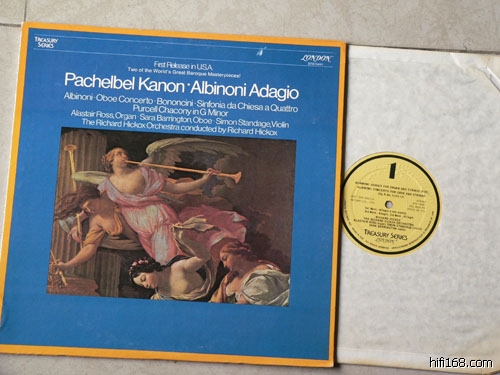 TREASURY
SERIES
LONDON
First Release in U.S.A.
Two of the World's Great Baroque Masterpieces!
Pachelbel Kanon · Albinoni Adagio
Albinoni · Oboe Concerto · Bononcini · Sinfonia da Chiesa a Quattro
Purcell Chacony in G Minor
Alastair Ross, Organ · Sara Barrington, Oboe · Simon Standage, Violin
The Richard Hickox Orchestra conducted by Richard Hickox
1
TREASURY SERIES
LONDON
hifi168.com